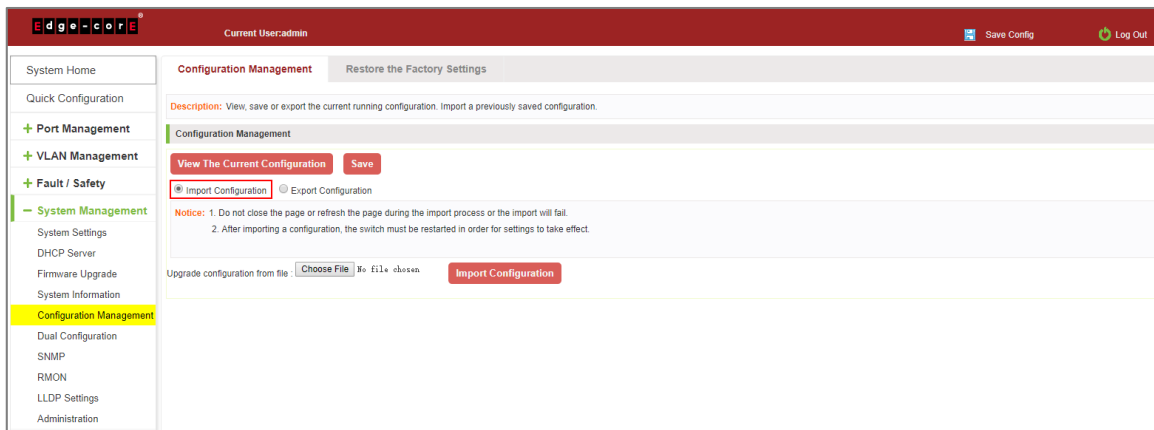 Edge-corE®
Current User:admin
Save Config
Log Out
System Home
Quick Configuration
+ Port Management
+ VLAN Management
+ Fault / Safety
− System Management
System Settings
DHCP Server
Firmware Upgrade
System Information
Configuration Management
Dual Configuration
SNMP
RMON
LLDP Settings
Administration
Configuration Management
Restore the Factory Settings
Description: View, save or export the current running configuration. Import a previously saved configuration.
Configuration Management
View The Current Configuration
Save
Import Configuration
Export Configuration
Notice: 1. Do not close the page or refresh the page during the import process or the import will fail.
2. After importing a configuration, the switch must be restarted in order for settings to take effect.
Upgrade configuration from file : Choose File No file chosen
Import Configuration